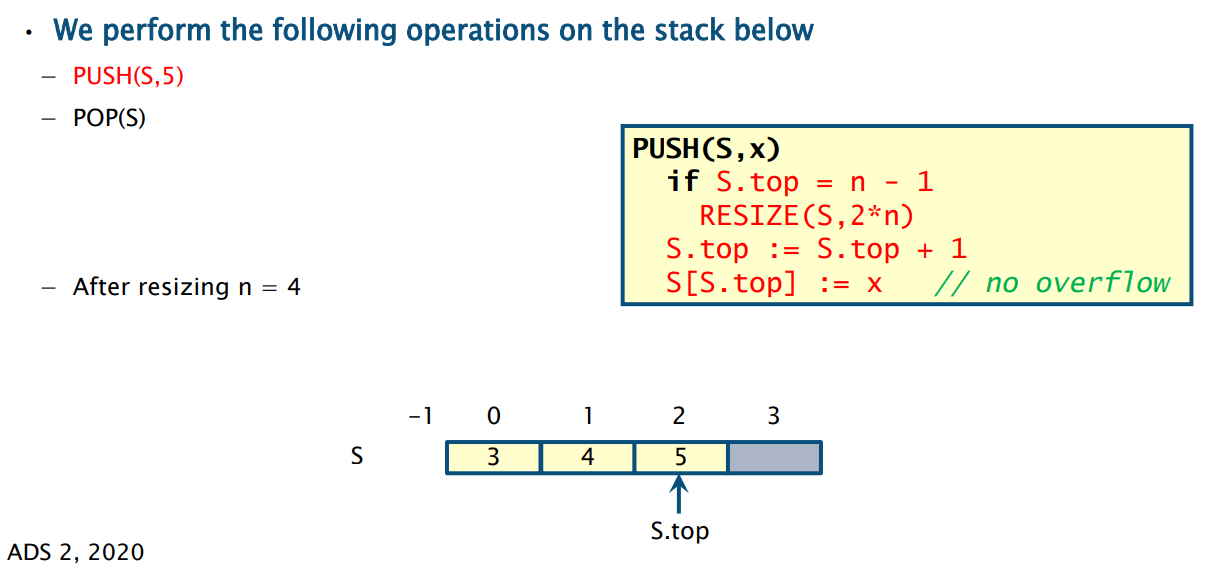 • We perform the following operations on the stack below
– PUSH(S,5)
– POP(S)
PUSH(S,x)
if S.top = n - 1
RESIZE(S,2*n)
S.top := S.top + 1
S[S.top] := x // no overflow
– After resizing n = 4
-1 0 1 2 3
S 3 4 5
S.top
ADS 2, 2020